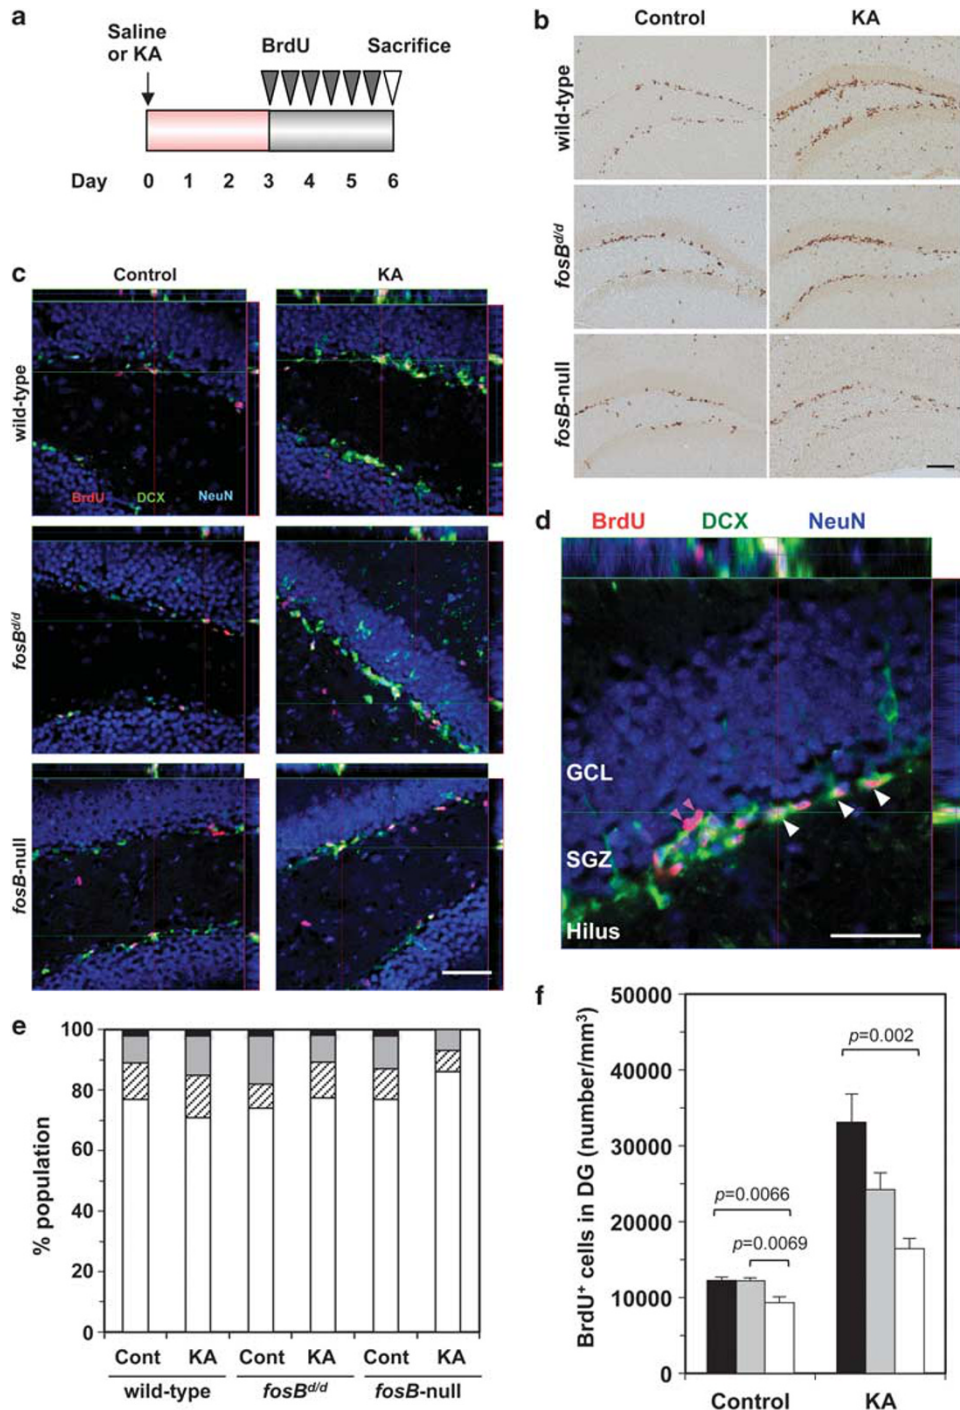 a
Saline
or KA
BrdU
Sacrifice
Day 0 1 2 3 4 5 6
b
Control KA
wild-type
fosBd/d
fosB-null
c
Control KA
wild-type
BrdU DCX NeuN
fosBd/d
fosB-null
d
BrdU DCX NeuN
GCL
SGZ
Hilus
e
% population
100
80
60
40
20
0
Cont KA Cont KA Cont KA
wild-type fosBd/d fosB-null
f
BrdU+ cells in DG (number/mm3)
50000
40000
30000
20000
10000
0
p=0.002
p=0.0066
p=0.0069
Control KA